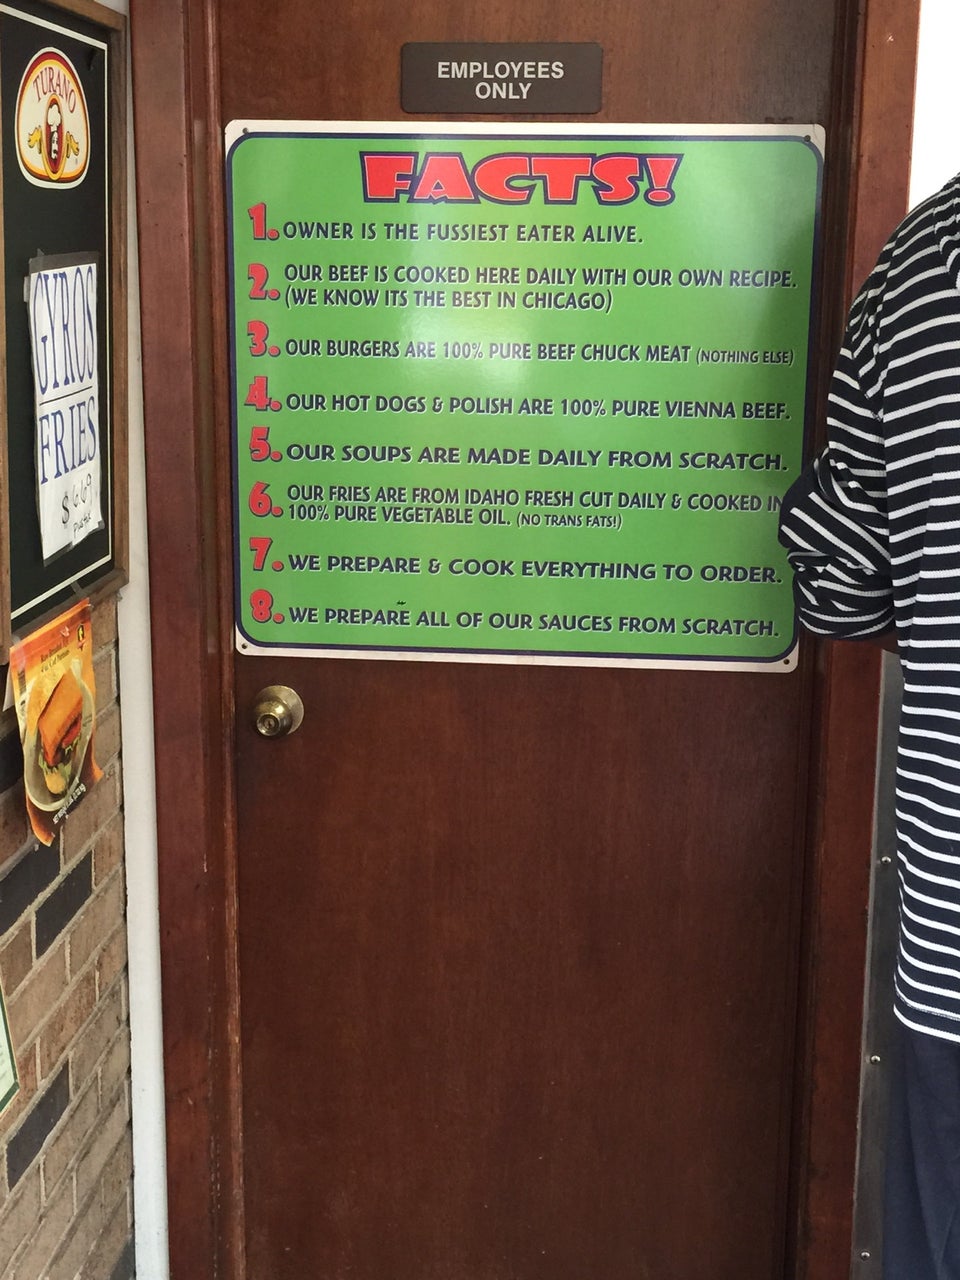 EMPLOYEES
ONLY
TURANO
GYROS
FRIES
$6.69
FACTS!
1. OWNER IS THE FUSSIEST EATER ALIVE.
2. OUR BEEF IS COOKED HERE DAILY WITH OUR OWN RECIPE.
(WE KNOW ITS THE BEST IN CHICAGO)
3. OUR BURGERS ARE 100% PURE BEEF CHUCK MEAT (NOTHING ELSE)
4. OUR HOT DOGS & POLISH ARE 100% PURE VIENNA BEEF.
5. OUR SOUPS ARE MADE DAILY FROM SCRATCH.
6. OUR FRIES ARE FROM IDAHO FRESH CUT DAILY & COOKED IN
100% PURE VEGETABLE OIL. (NO TRANS FATS!)
7. WE PREPARE & COOK EVERYTHING TO ORDER.
8. WE PREPARE ALL OF OUR SAUCES FROM SCRATCH.